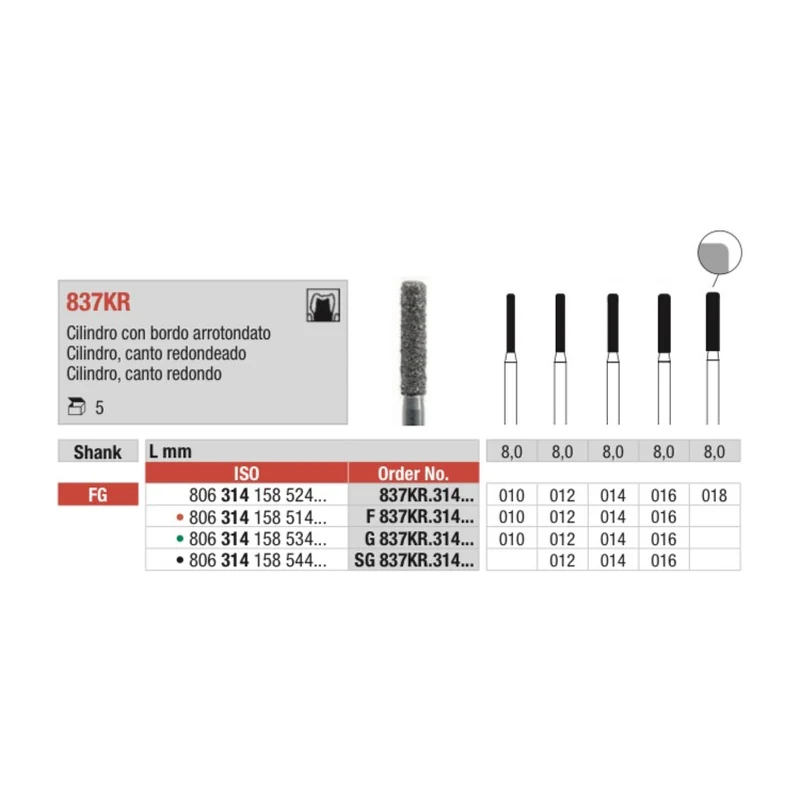 837KR
Cilindro con bordo arrotondato
Cilindro, canto redondeado
Cilindro, canto redondo
5
Shank L mm 8,0 8,0 8,0 8,0 8,0
ISO Order No.
FG 806 314 158 524... 837KR.314... 010 012 014 016 018
• 806 314 158 514... F 837KR.314... 010 012 014 016
• 806 314 158 534... G 837KR.314... 010 012 014 016
• 806 314 158 544... SG 837KR.314... 012 014 016